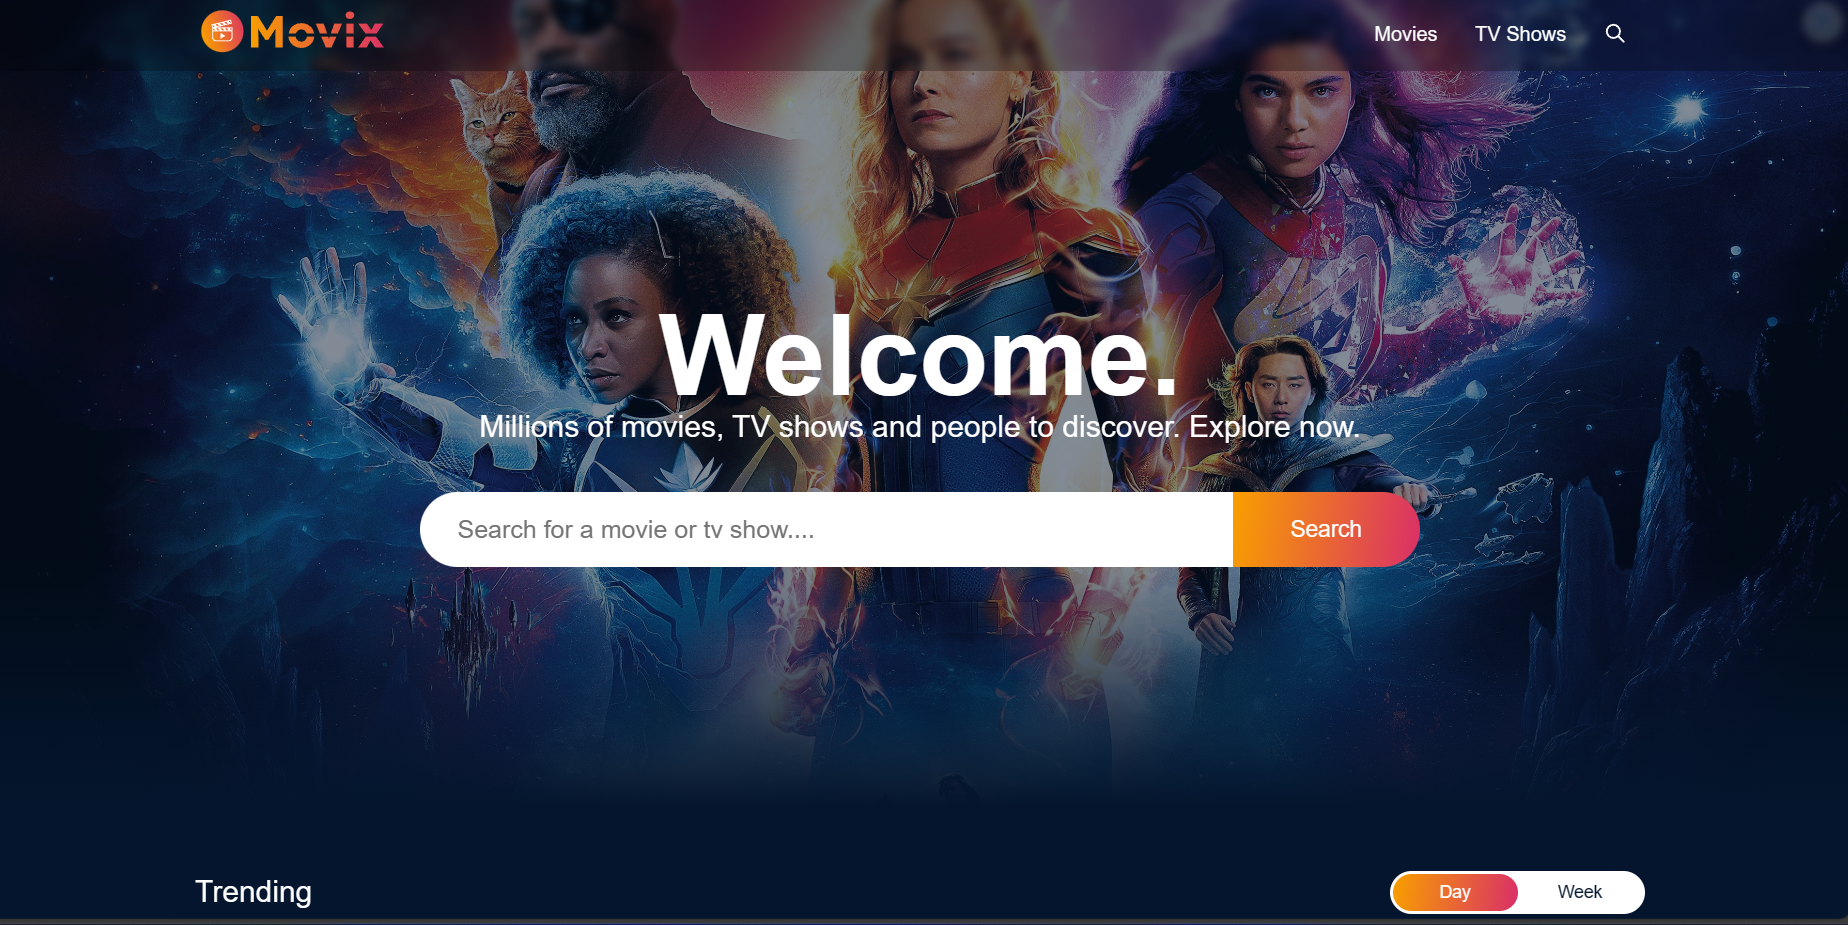 Movix
Movies TV Shows
Welcome.
Millions of movies, TV shows and people to discover. Explore now.
Search for a movie or tv show.... Search
Trending Day Week